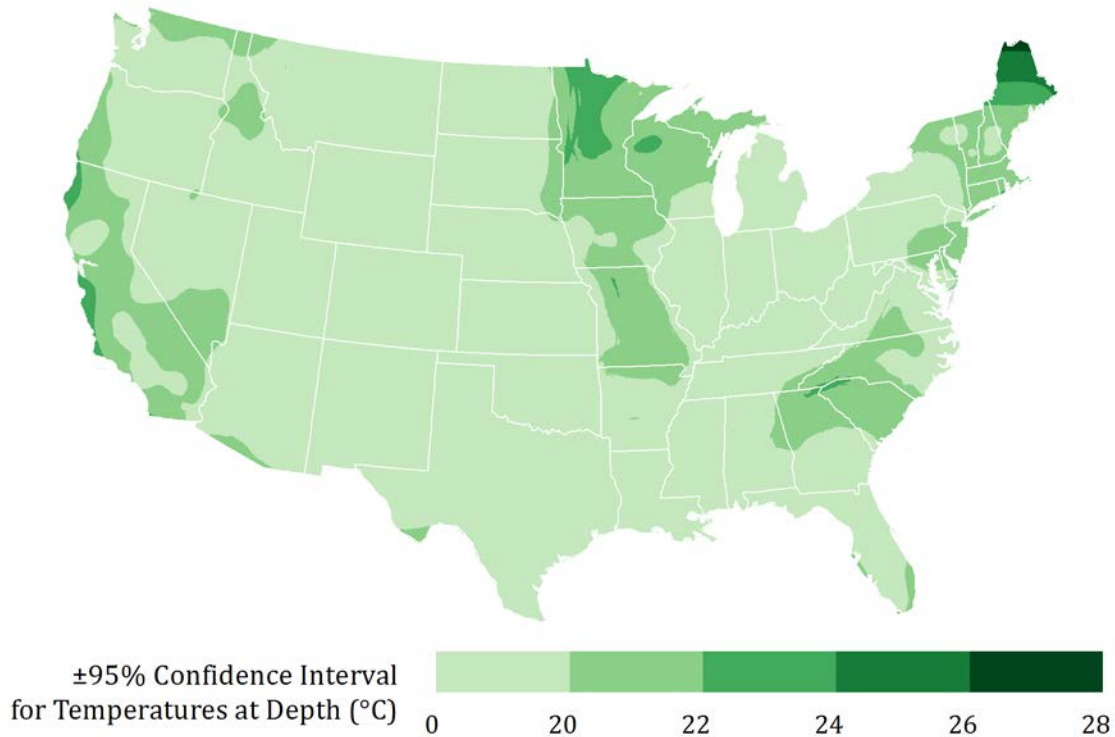 ±95% Confidence Interval
for Temperatures at Depth (°C)
0 20 22 24 26 28